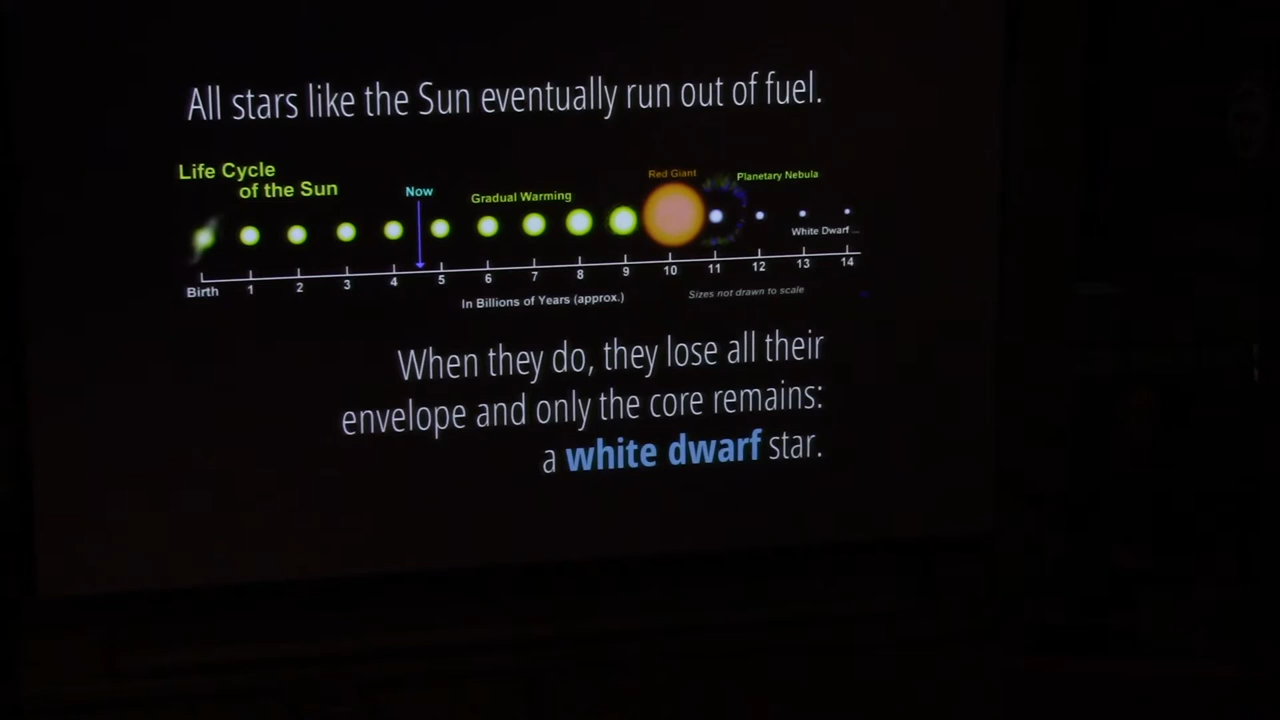 All stars like the Sun eventually run out of fuel.
Life Cycle
of the Sun
Now
Gradual Warming
Red Giant
Planetary Nebula
White Dwarf ...
Birth 1 2 3 4 5 6 7 8 9 10 11 12 13 14
In Billions of Years (approx.)
Sizes not drawn to scale
When they do, they lose all their
envelope and only the core remains:
a white dwarf star.